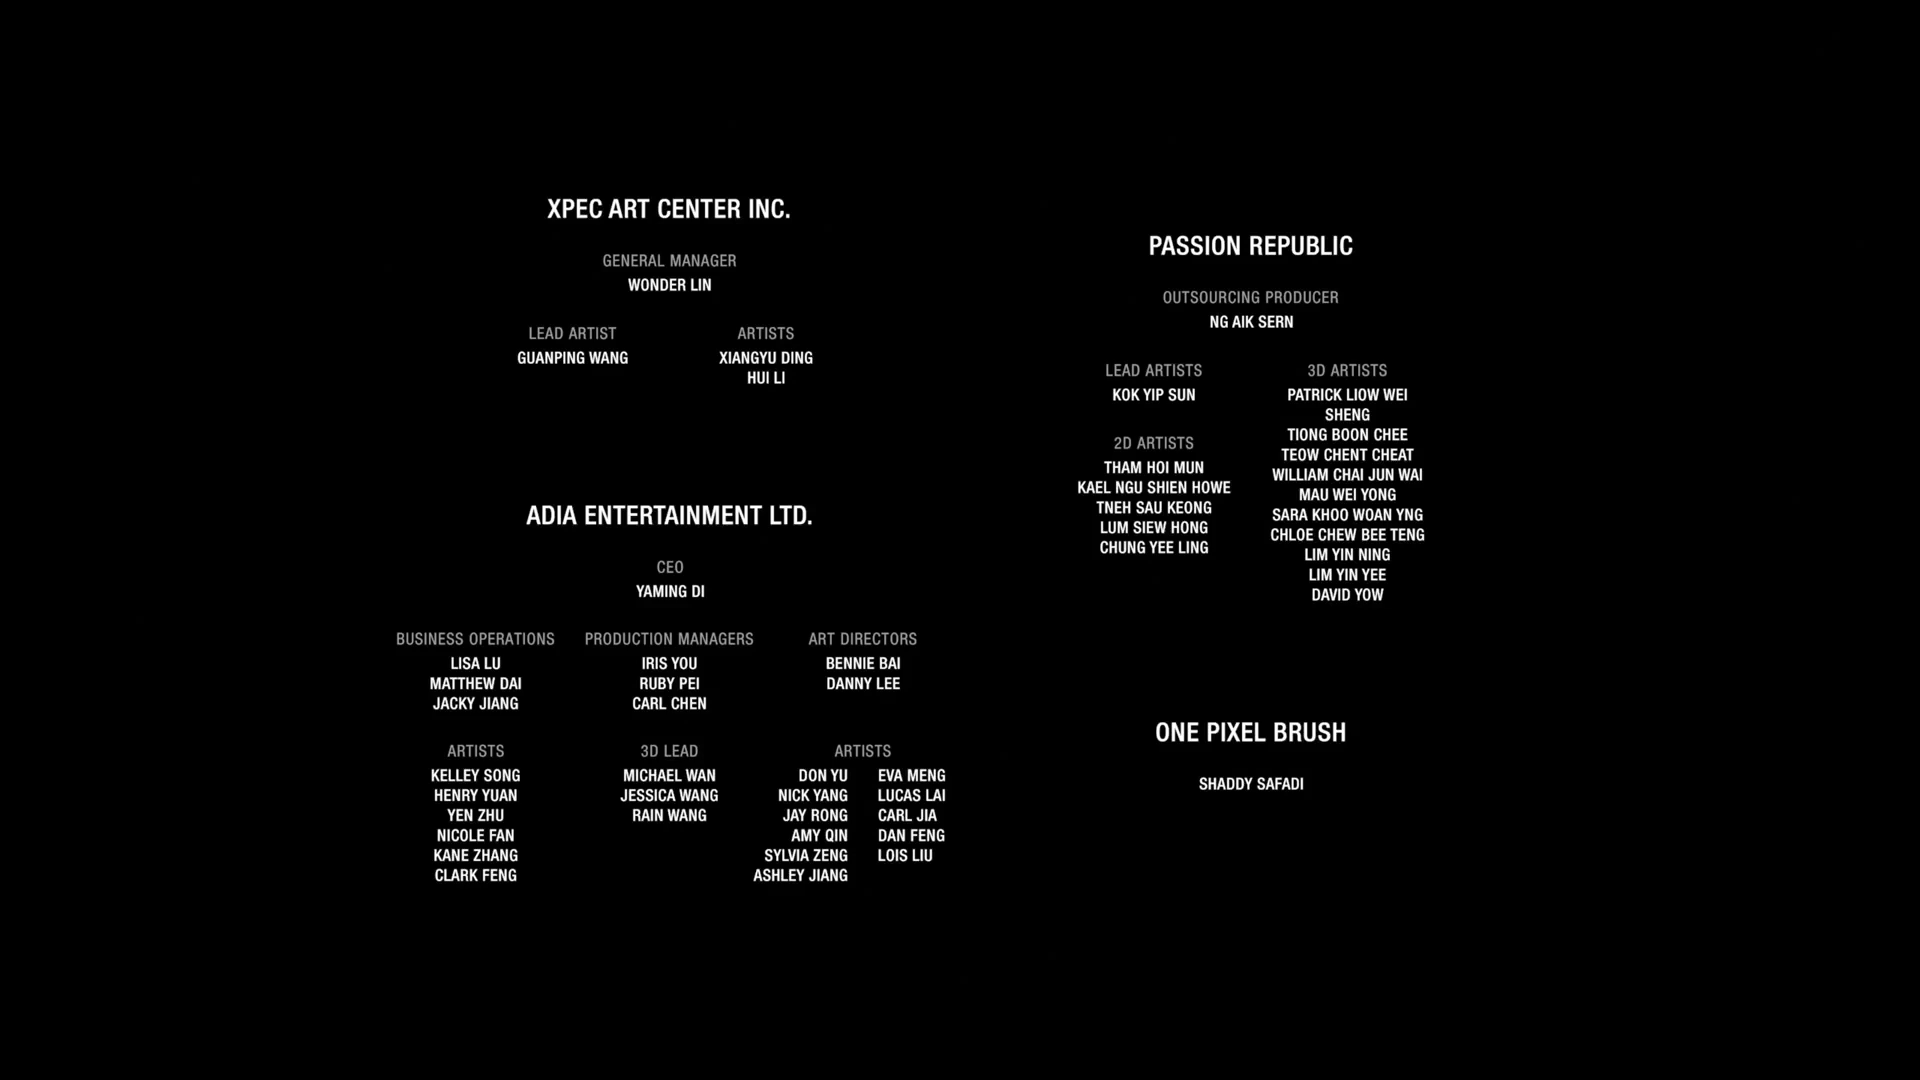 XPEC ART CENTER INC.
GENERAL MANAGER
WONDER LIN
LEAD ARTIST
GUANPING WANG
ARTISTS
XIANGYU DING
HUI LI
ADIA ENTERTAINMENT LTD.
CEO
YAMING DI
BUSINESS OPERATIONS
LISA LU
MATTHEW DAI
JACKY JIANG
PRODUCTION MANAGERS
IRIS YOU
RUBY PEI
CARL CHEN
ART DIRECTORS
BENNIE BAI
DANNY LEE
ARTISTS
KELLEY SONG
HENRY YUAN
YEN ZHU
NICOLE FAN
KANE ZHANG
CLARK FENG
3D LEAD
MICHAEL WAN
JESSICA WANG
RAIN WANG
ARTISTS
DON YU
NICK YANG
JAY RONG
AMY QIN
SYLVIA ZENG
ASHLEY JIANG
EVA MENG
LUCAS LAI
CARL JIA
DAN FENG
LOIS LIU
PASSION REPUBLIC
OUTSOURCING PRODUCER
NG AIK SERN
LEAD ARTISTS
KOK YIP SUN
2D ARTISTS
THAM HOI MUN
KAEL NGU SHIEN HOWE
TNEH SAU KEONG
LUM SIEW HONG
CHUNG YEE LING
3D ARTISTS
PATRICK LIOW WEI
SHENG
TIONG BOON CHEE
TEOW CHENT CHEAT
WILLIAM CHAI JUN WAI
MAU WEI YONG
SARA KHOO WOAN YNG
CHLOE CHEW BEE TENG
LIM YIN NING
LIM YIN YEE
DAVID YOW
ONE PIXEL BRUSH
SHADDY SAFADI